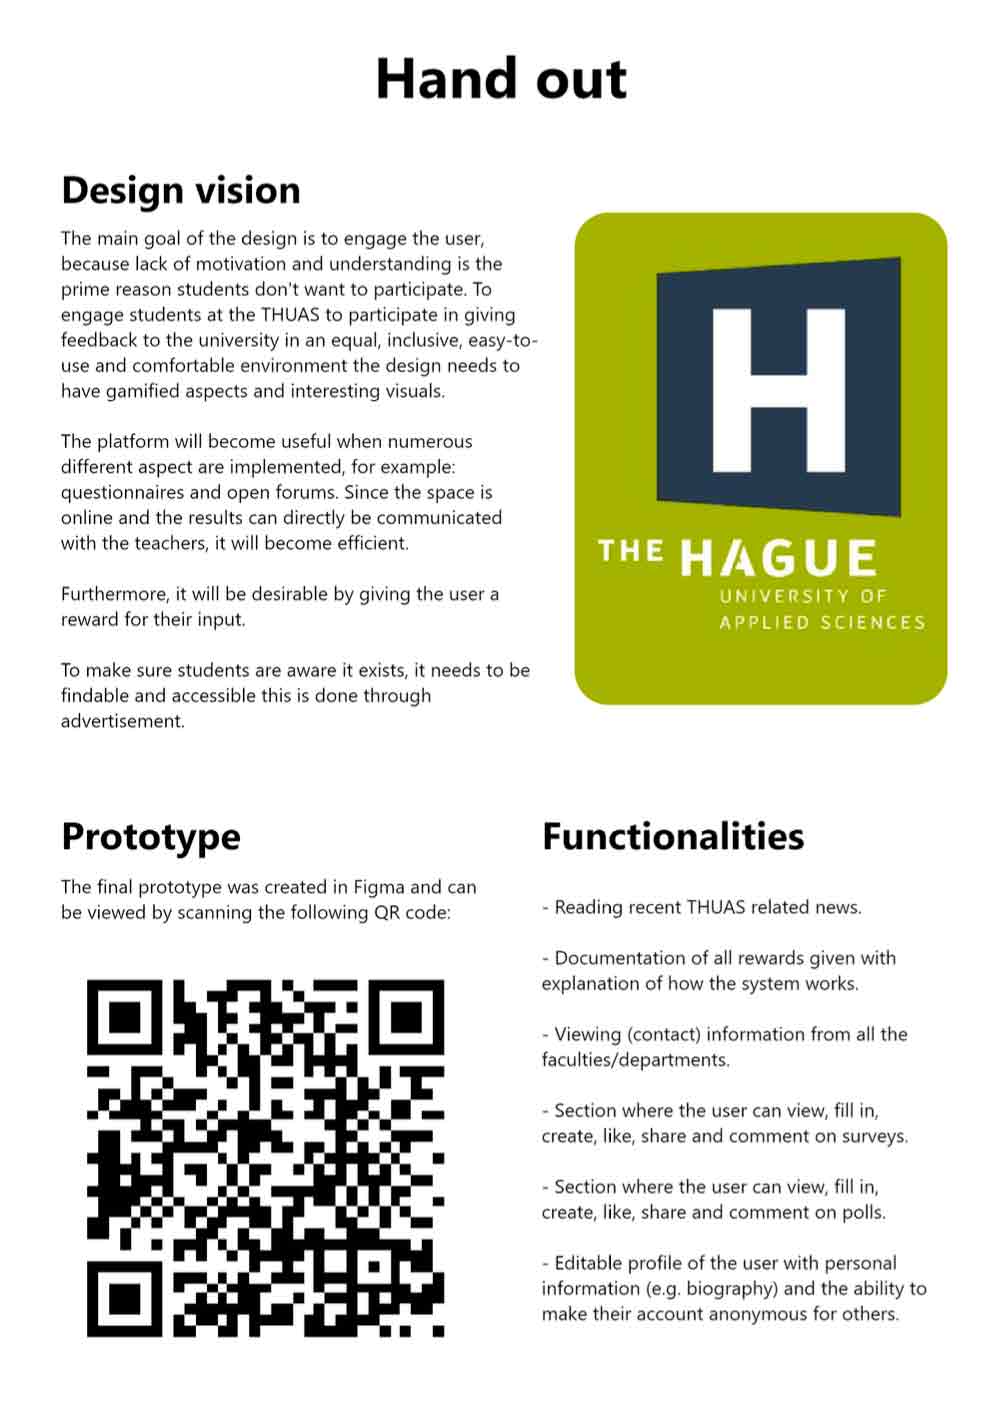 Hand out
Design vision
The main goal of the design is to engage the user,
because lack of motivation and understanding is the
prime reason students don't want to participate. To
engage students at the THUAS to participate in giving
feedback to the university in an equal, inclusive, easy-to-
use and comfortable environment the design needs to
have gamified aspects and interesting visuals.
The platform will become useful when numerous
different aspect are implemented, for example:
questionnaires and open forums. Since the space is
online and the results can directly be communicated
with the teachers, it will become efficient.
Furthermore, it will be desirable by giving the user a
reward for their input.
To make sure students are aware it exists, it needs to be
findable and accessible this is done through
advertisement.
H
THE HAGUE
UNIVERSITY OF
APPLIED SCIENCES
Prototype
The final prototype was created in Figma and can
be viewed by scanning the following QR code:
Functionalities
- Reading recent THUAS related news.
- Documentation of all rewards given with
explanation of how the system works.
- Viewing (contact) information from all the
faculties/departments.
- Section where the user can view, fill in,
create, like, share and comment on surveys.
- Section where the user can view, fill in,
create, like, share and comment on polls.
- Editable profile of the user with personal
information (e.g. biography) and the ability to
make their account anonymous for others.